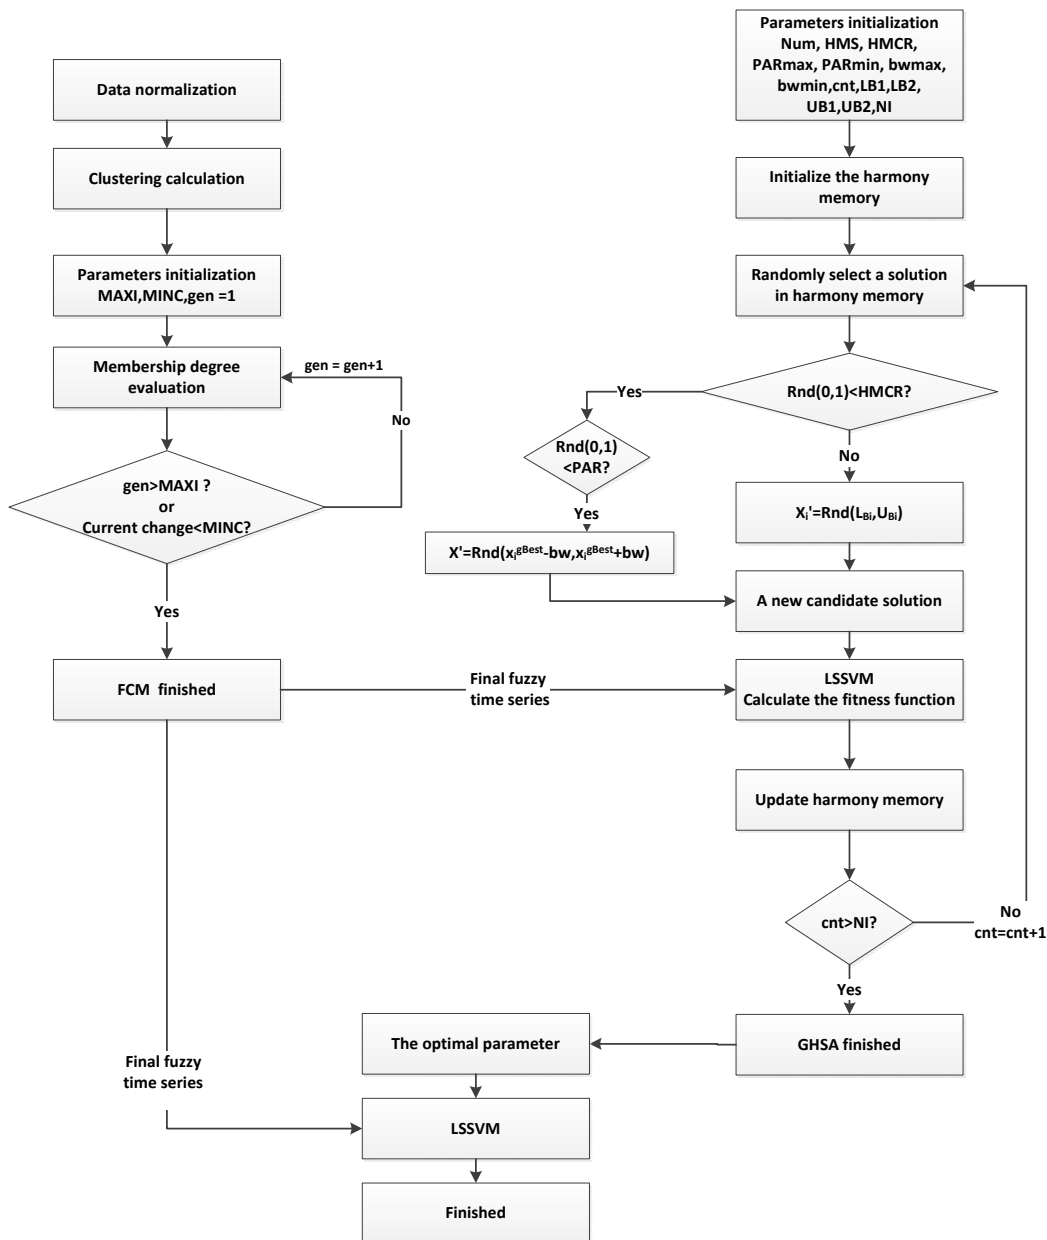 Data normalization
Clustering calculation
Parameters initialization
MAXI,MINC,gen =1
Membership degree
evaluation
gen = gen+1
No
gen>MAXI ?
or
Current change<MINC?
Yes
FCM  finished
Final fuzzy
time series
Final fuzzy
time series
Parameters initialization
Num, HMS, HMCR,
PARmax, PARmin, bwmax,
bwmin,cnt,LB1,LB2,
UB1,UB2,NI
Initialize the harmony
memory
Randomly select a solution
in harmony memory
Rnd(0,1)<HMCR?
Yes
Rnd(0,1)
<PAR?
Yes
X'=Rnd(xᵢᵍᴮᵉˢᵗ-bw,xᵢᵍᴮᵉˢᵗ+bw)
No
Xᵢ'=Rnd(L_Bi,U_Bi)
A new candidate solution
LSSVM
Calculate the fitness function
Update harmony memory
cnt>NI?
No
cnt=cnt+1
Yes
GHSA finished
The optimal parameter
LSSVM
Finished